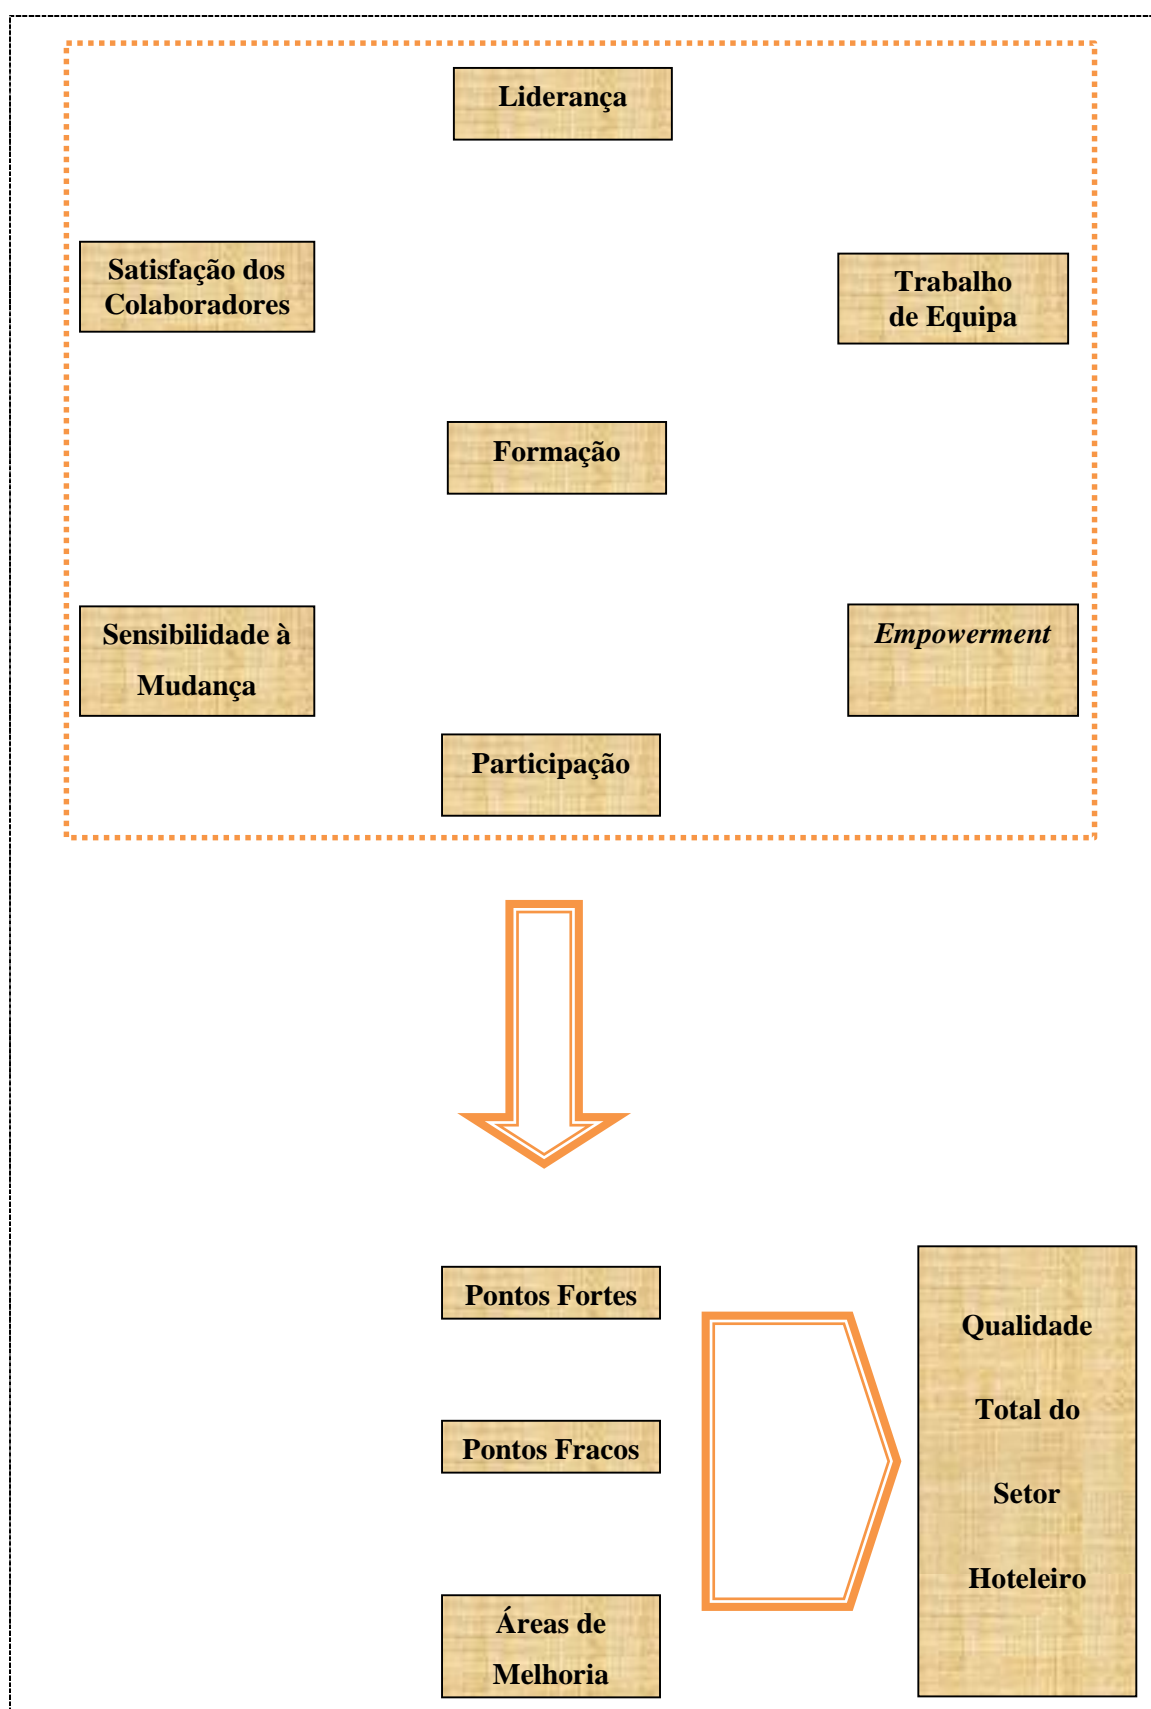 Liderança
Satisfação dos
Colaboradores
Trabalho
de Equipa
Formação
Sensibilidade à
Mudança
Empowerment
Participação
Pontos Fortes
Pontos Fracos
Áreas de
Melhoria
Qualidade
Total do
Setor
Hoteleiro